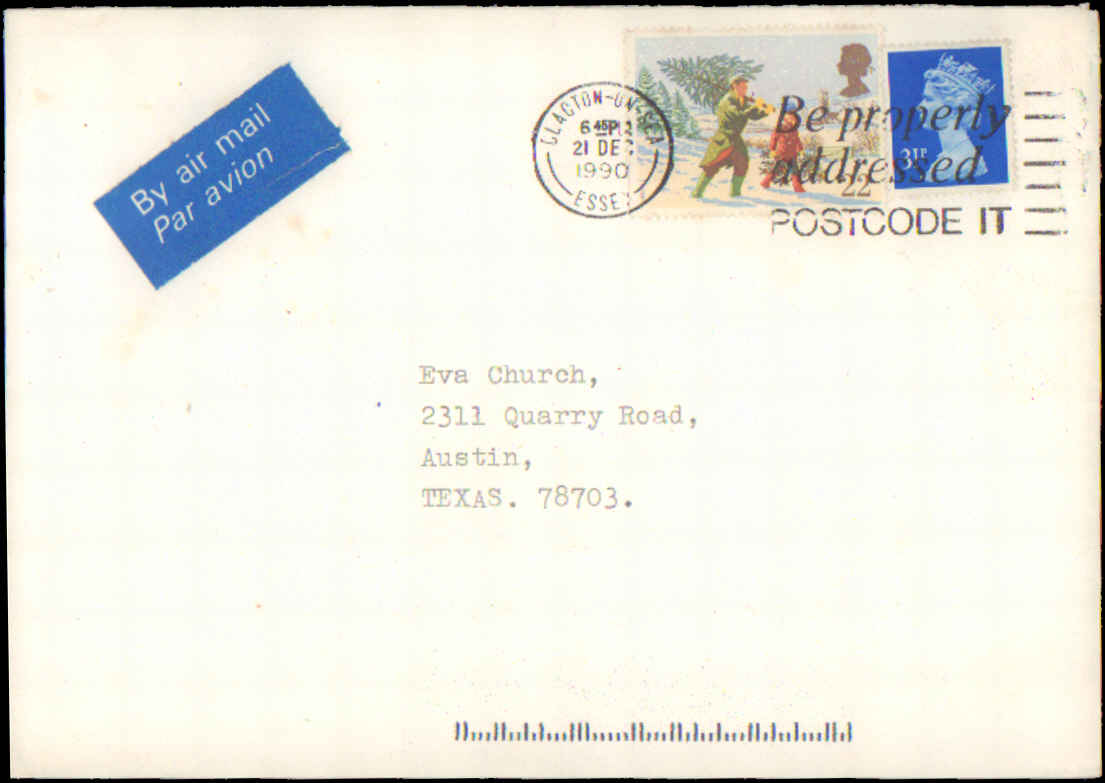 By air mail
Par avion
CLACTON-ON-SEA
6 45PM
21 DEC
1990
ESSEX
22
Be properly
addressed
POSTCODE IT
Eva Church,
2311 Quarry Road,
Austin,
TEXAS. 78703.